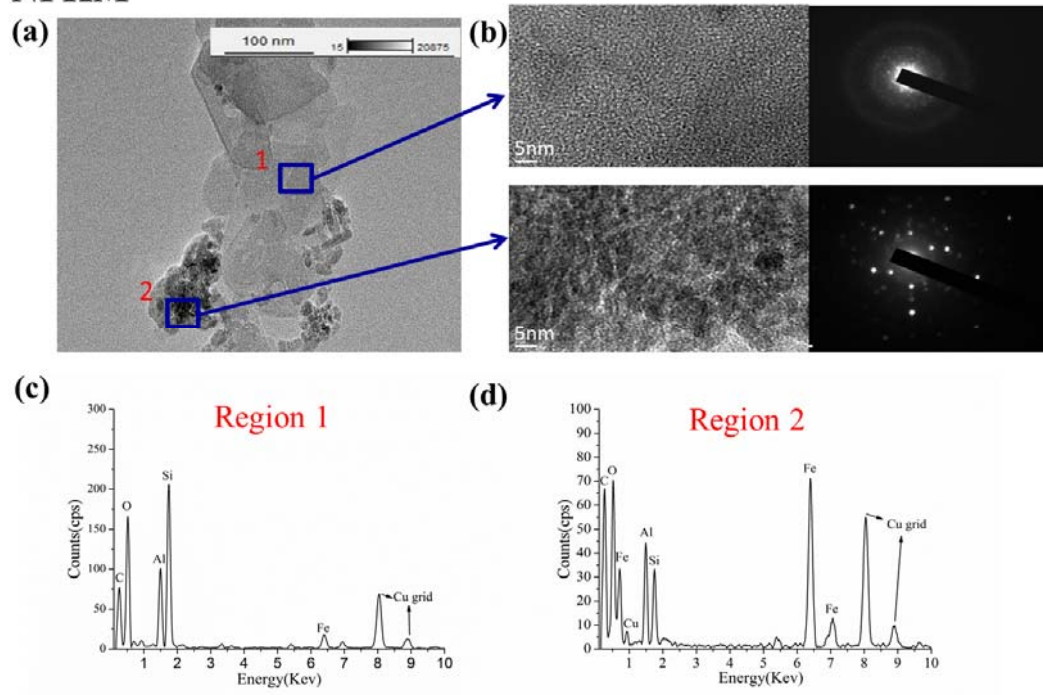 (a)
100 nm
15
20875
1
2
(b)
5nm
5nm
(c)
Region 1
300
250
200
150
100
50
0
Counts(cps)
C
O
Al
Si
Fe
Cu grid
1 2 3 4 5 6 7 8 9 10
Energy(Kev)
(d)
Region 2
100
90
80
70
60
50
40
30
20
10
0
Counts(cps)
C
O
Fe
Cu
Al
Si
Fe
Fe
Cu grid
1 2 3 4 5 6 7 8 9 10
Energy(Kev)